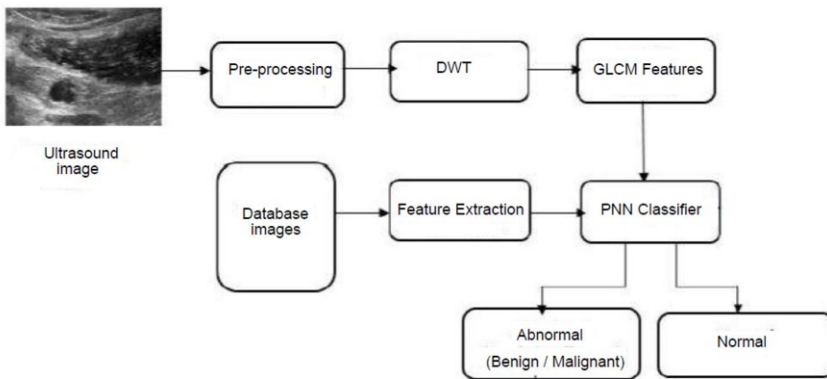 Pre-processing
DWT
GLCM Features
Ultrasound
image
Database
images
Feature Extraction
PNN Classifier
Abnormal
(Benign / Malignant)
Normal